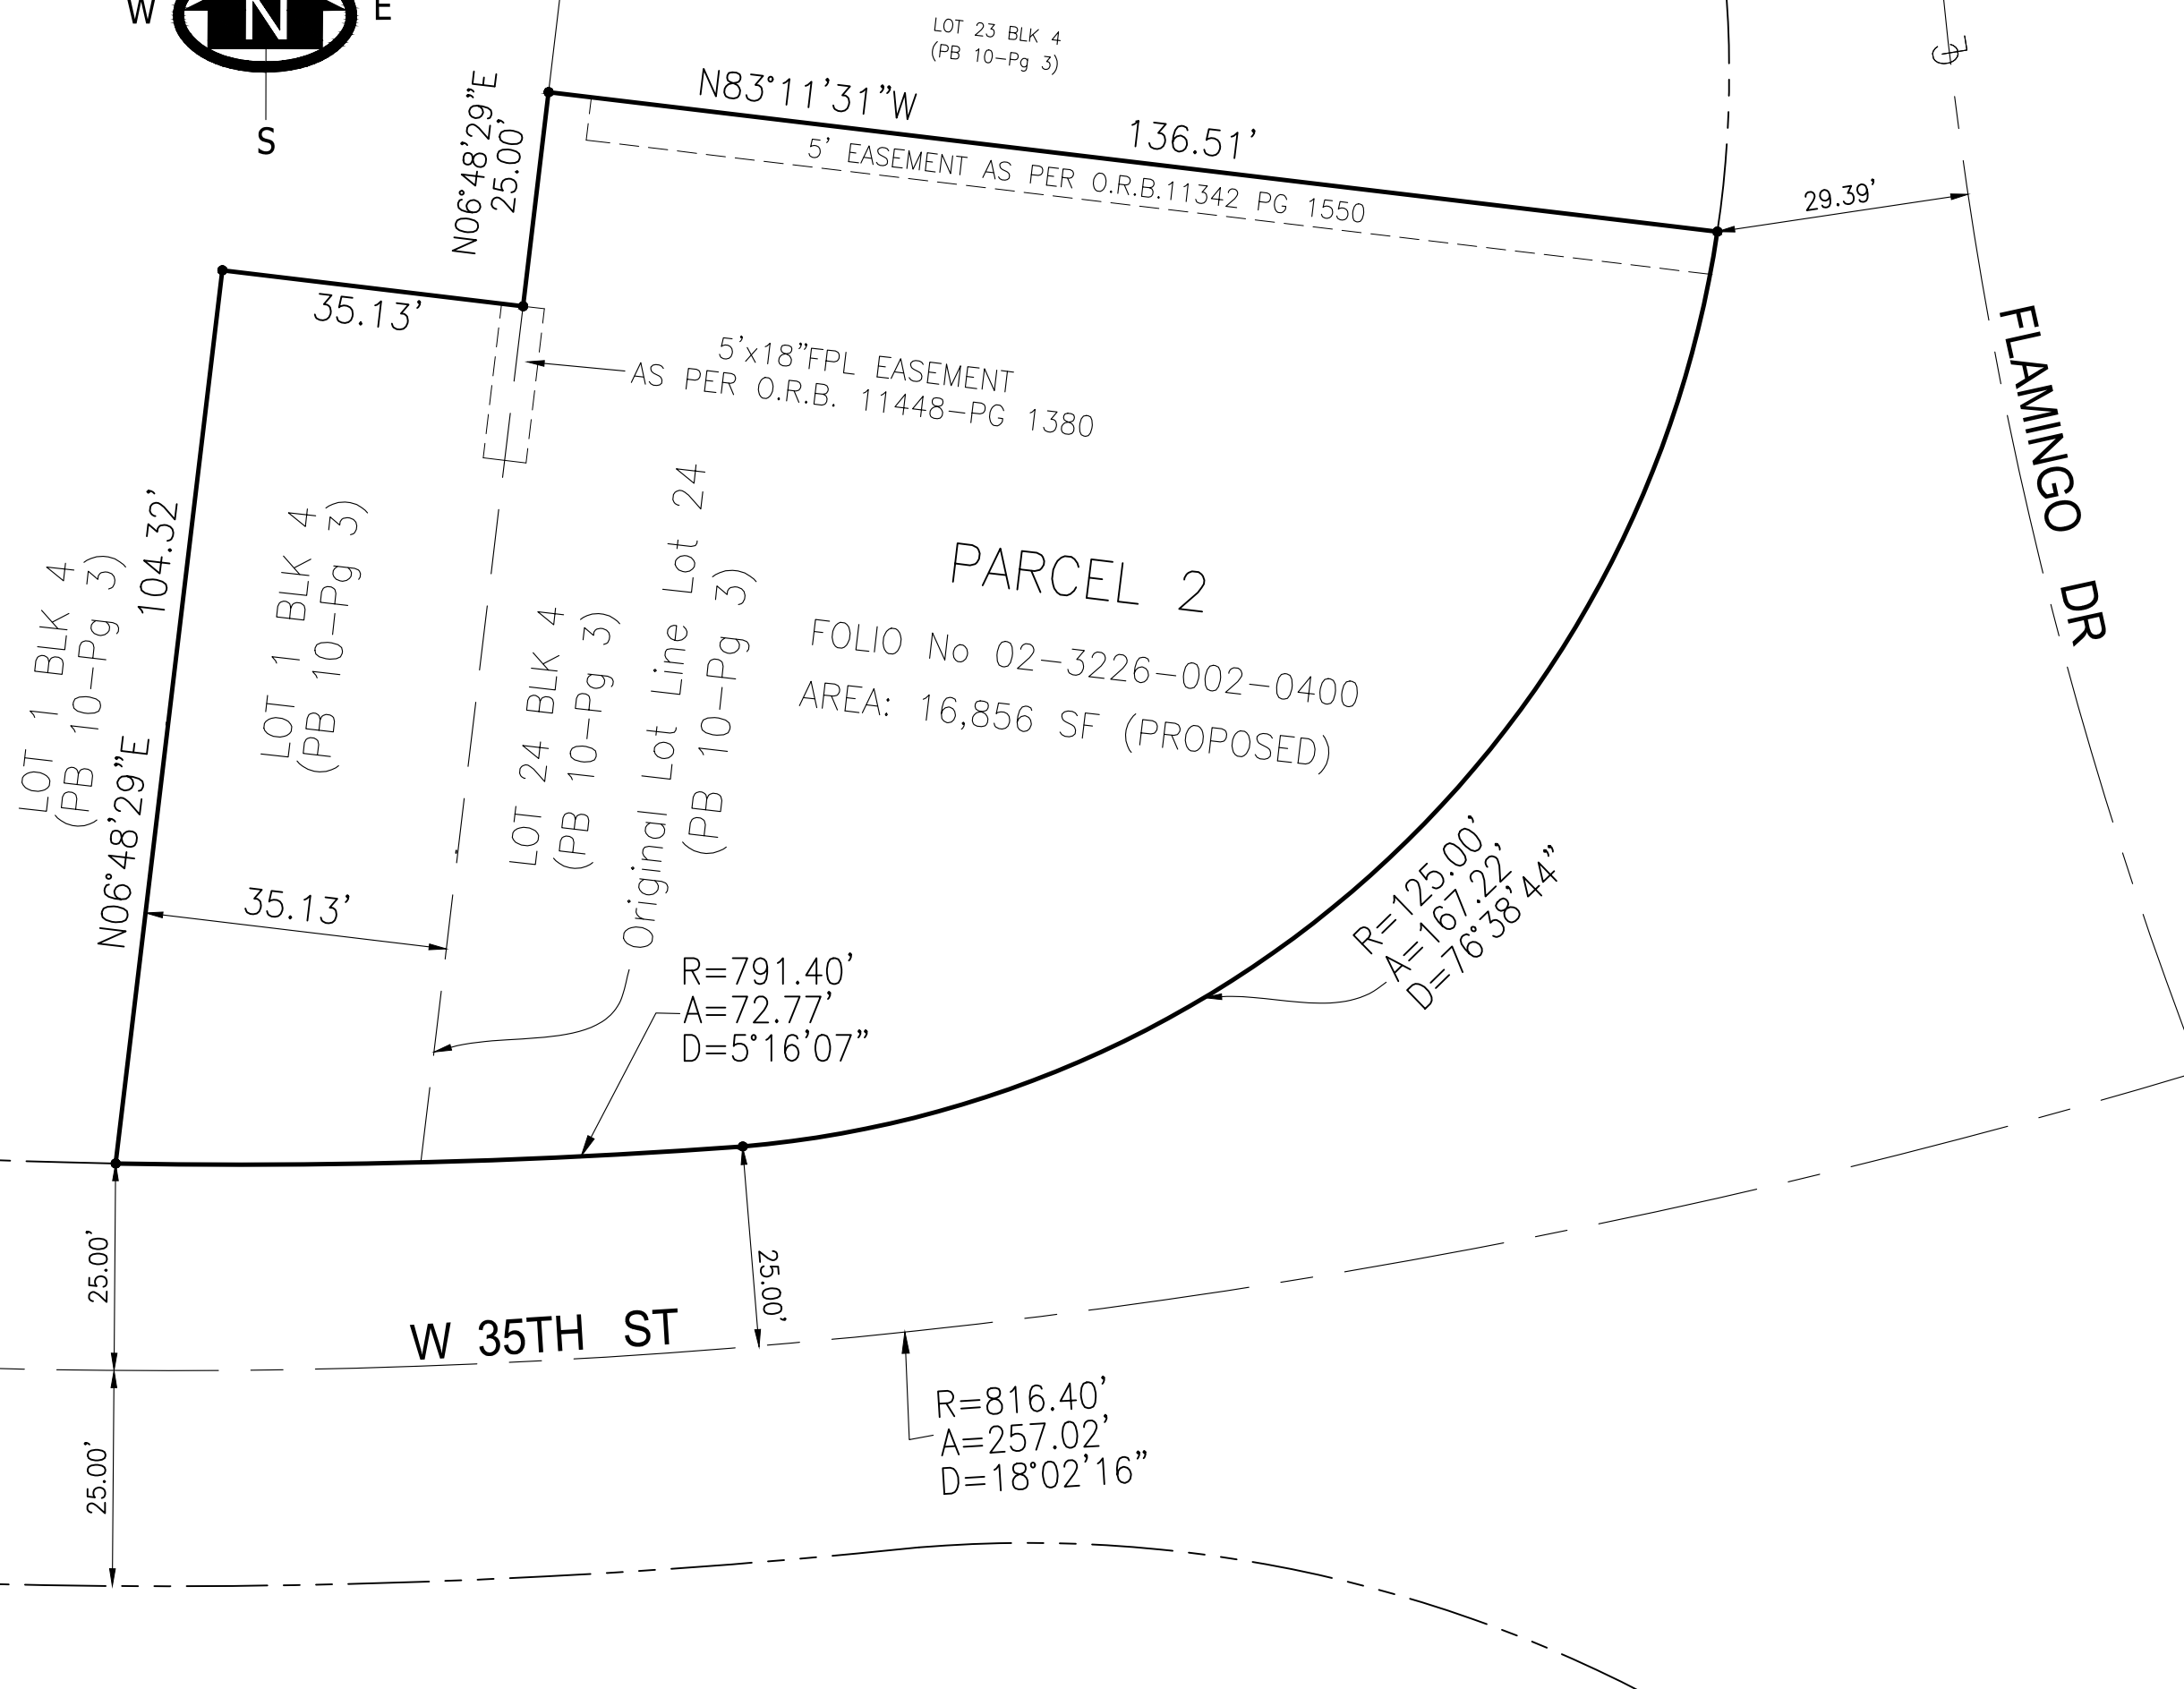 W
N
E
S
LOT 23 BLK 4
(PB 10-Pg 3)
N83°11'31"W
136.51'
5' EASEMENT AS PER O.R.B.11342 PG 1550
N06°48'29"E
25.00'
29.39'
35.13'
5'x18"FPL EASEMENT
AS PER O.R.B. 11448-PG 1380
FLAMINGO DR
LOT 1 BLK 4
(PB 10-Pg 3)
N06°48'29"E
104.32'
LOT 1 BLK 4
(PB 10-Pg 3)
LOT 24 BLK 4
(PB 10-Pg 3)
Original Lot Line Lot 24
(PB 10-Pg 3)
PARCEL 2
FOLIO No 02-3226-002-0400
AREA: 16,856 SF (PROPOSED)
35.13'
R=791.40'
A=72.77'
D=5°16'07"
R=125.00'
A=167.22'
D=76°38'44"
25.00'
25.00'
W 35TH ST
R=816.40'
A=257.02'
D=18°02'16"
25.00'